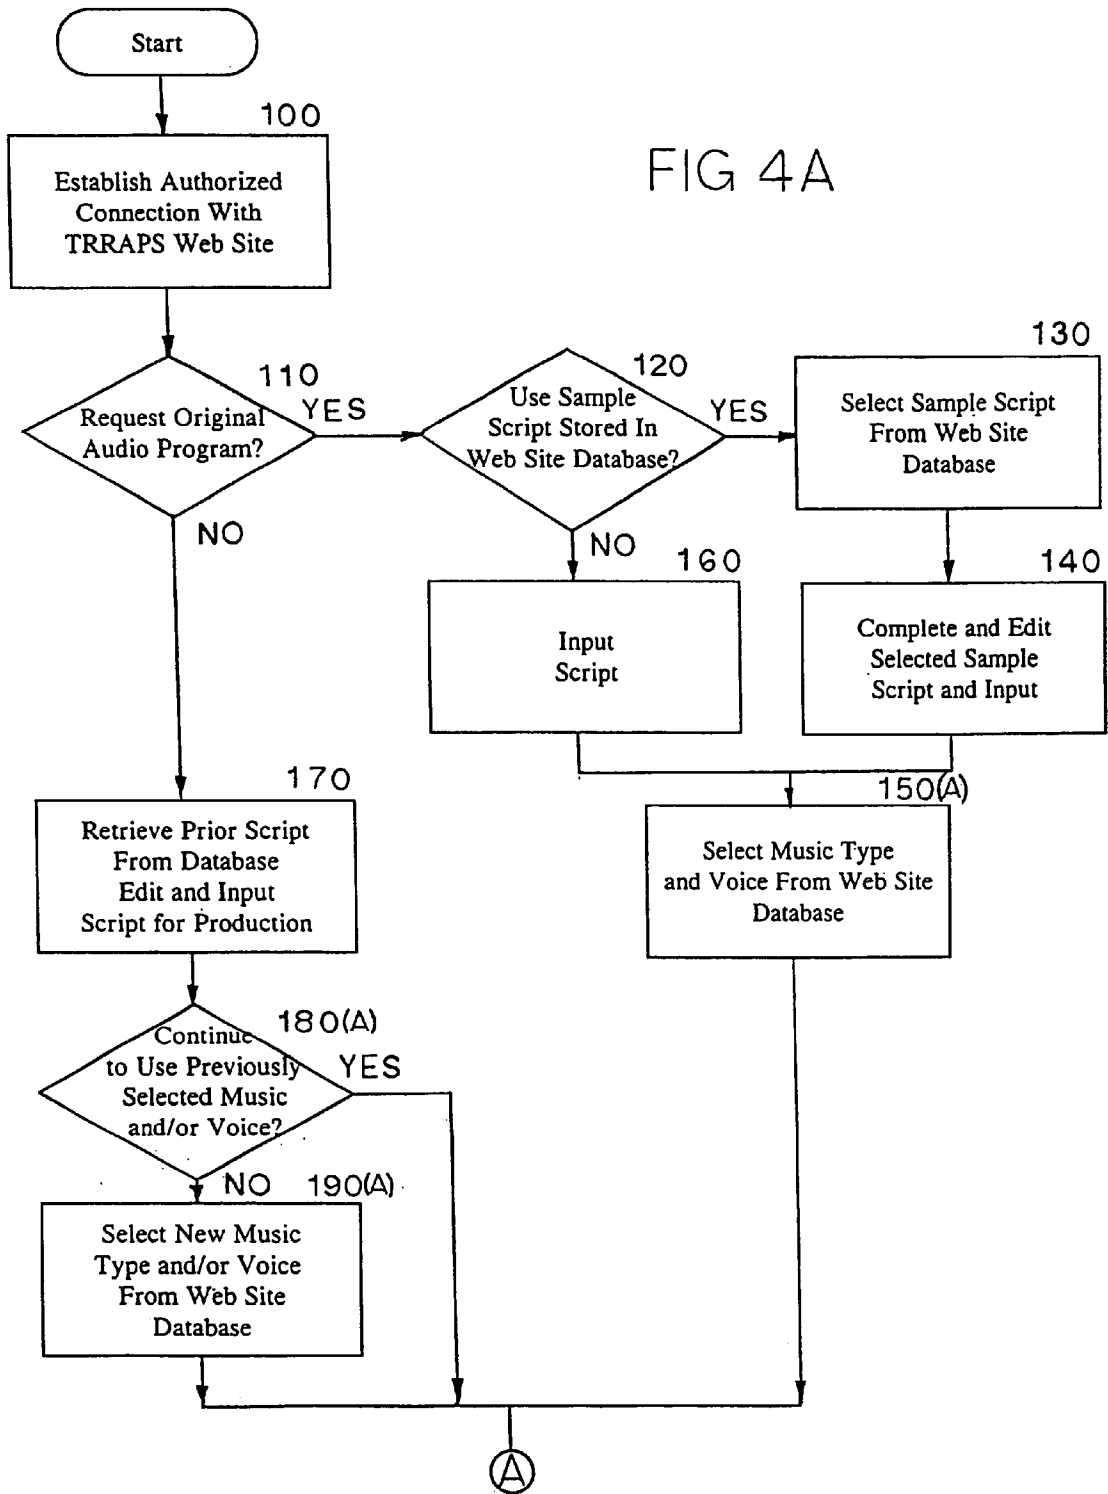 Start
100
Establish Authorized
Connection With
TRRAPS Web Site
FIG 4A
110
Request Original
Audio Program?
YES
NO
120
Use Sample
Script Stored In
Web Site Database?
YES
NO
130
Select Sample Script
From Web Site
Database
160
Input
Script
140
Complete and Edit
Selected Sample
Script and Input
150(A)
Select Music Type
and Voice From Web Site
Database
170
Retrieve Prior Script
From Database
Edit and Input
Script for Production
180(A)
Continue
to Use Previously
Selected Music
and/or Voice?
YES
NO
190(A)
Select New Music
Type and/or Voice
From Web Site
Database
A